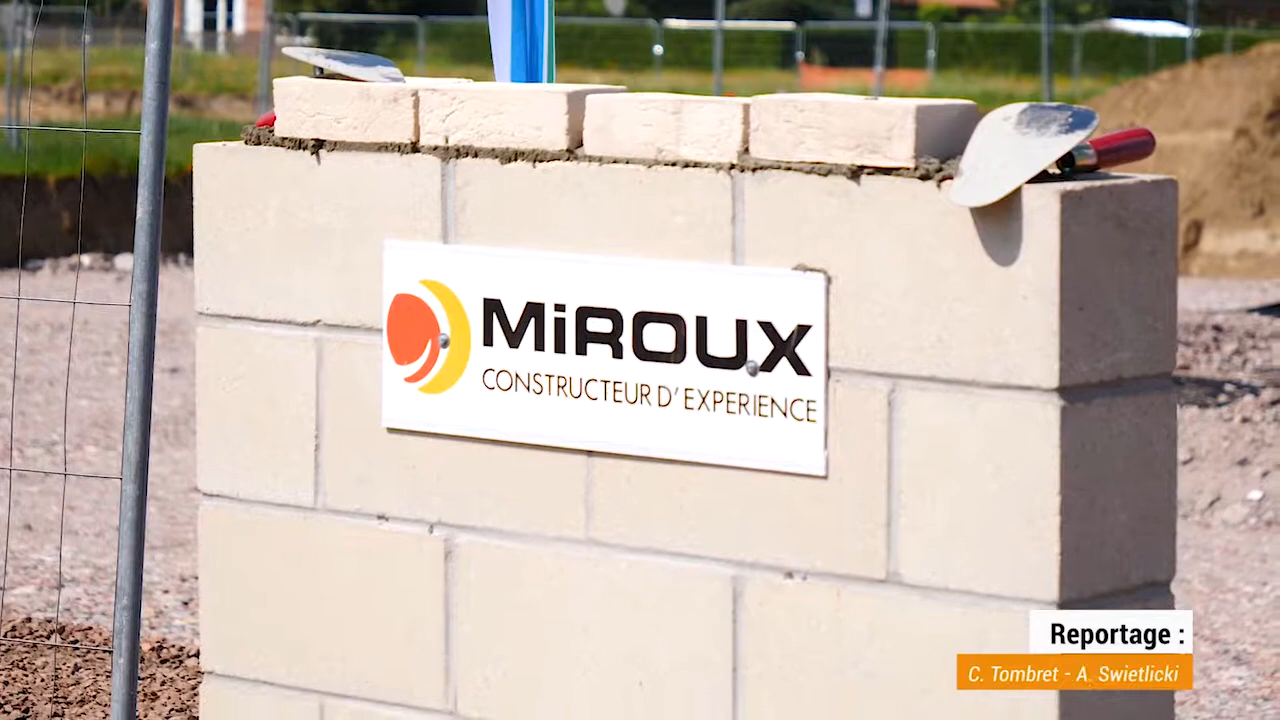 MiROUX
CONSTRUCTEUR D'EXPERIENCE
Reportage :
C. Tombret - A. Swietlicki